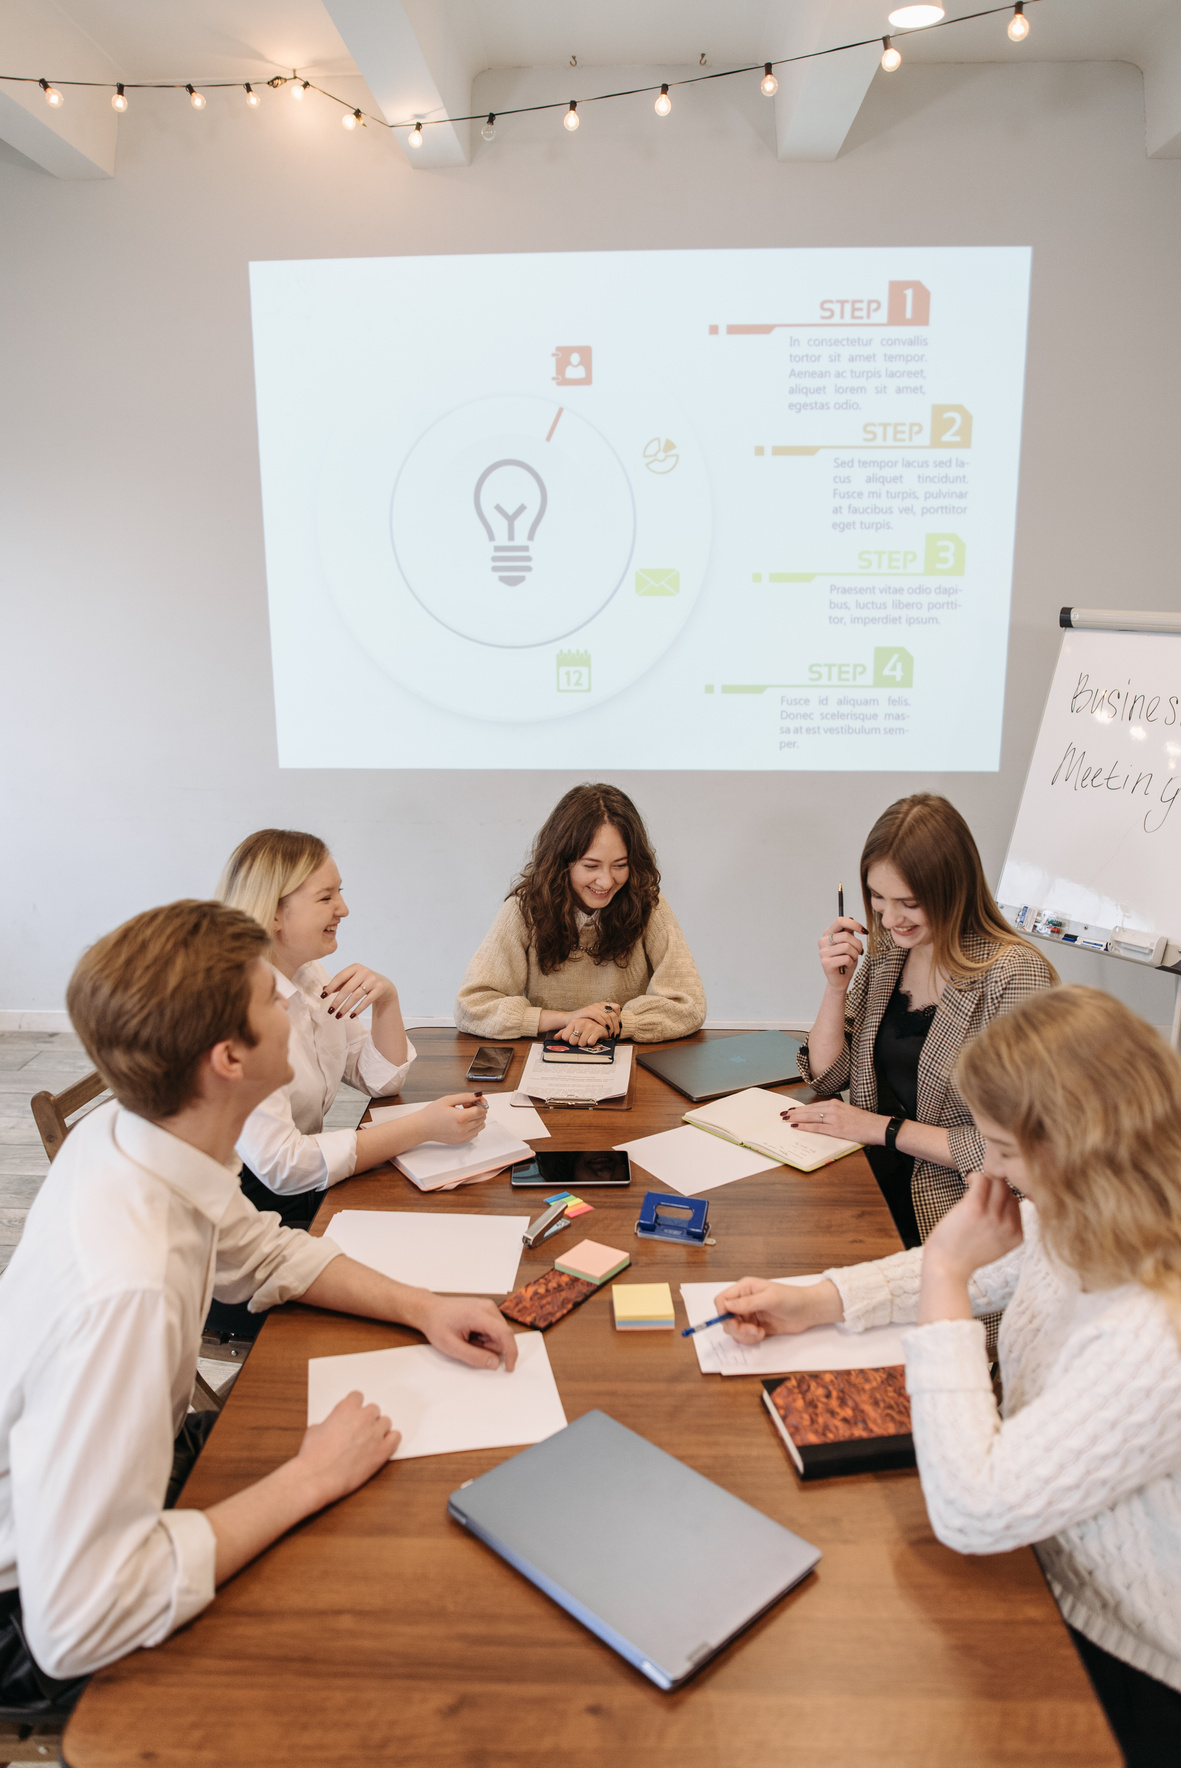 STEP 1
In consectetur convallis
tortor sit amet tempor.
Aenean ac turpis laoreet,
aliquet lorem sit amet,
egestas odio.
STEP 2
Sed tempor lacus sed la-
cus aliquet tincidunt.
Fusce mi turpis, pulvinar
at faucibus vel, porttitor
eget turpis.
STEP 3
Praesent vitae odio dapi-
bus, luctus libero portti-
tor, imperdiet ipsum.
STEP 4
Fusce id aliquam felis.
Donec scelerisque mas-
sa at est vestibulum sem-
per.
12
Busines
Meeting